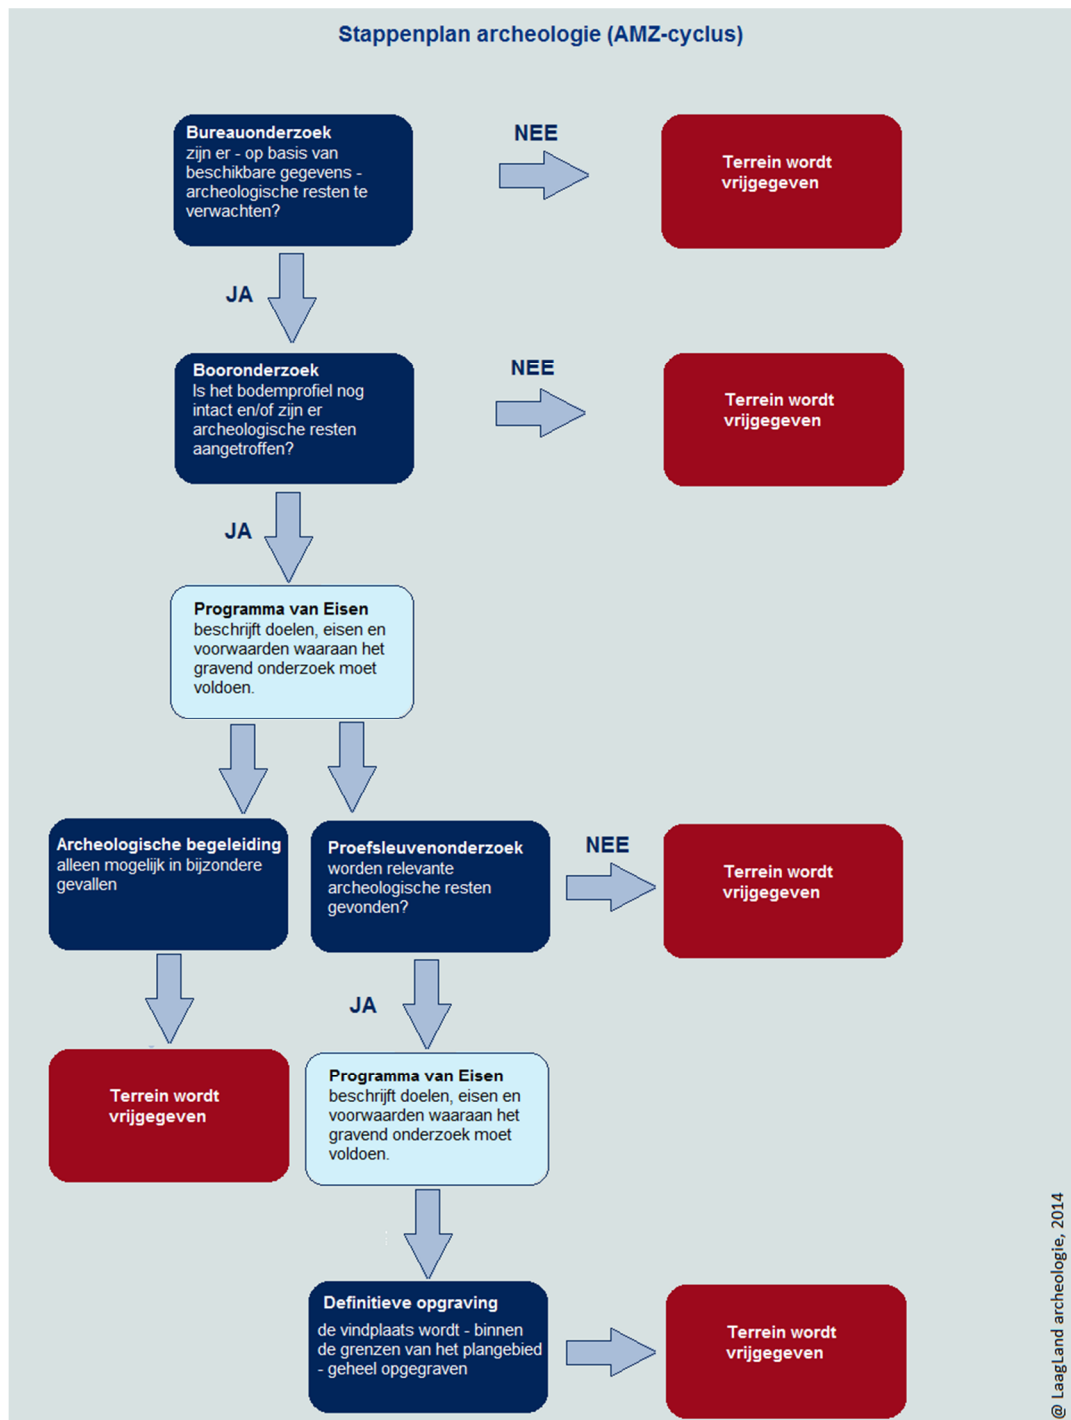 Stappenplan archeologie (AMZ-cyclus)
Bureauonderzoek
zijn er - op basis van
beschikbare gegevens -
archeologische resten te
verwachten?
NEE
Terrein wordt
vrijgegeven
JA
Booronderzoek
Is het bodemprofiel nog
intact en/of zijn er
archeologische resten
aangetroffen?
NEE
Terrein wordt
vrijgegeven
JA
Programma van Eisen
beschrijft doelen, eisen en
voorwaarden waaraan het
gravend onderzoek moet
voldoen.
Archeologische begeleiding
alleen mogelijk in bijzondere
gevallen
Proefsleuvenonderzoek
worden relevante
archeologische resten
gevonden?
NEE
Terrein wordt
vrijgegeven
JA
Terrein wordt
vrijgegeven
Programma van Eisen
beschrijft doelen, eisen en
voorwaarden waaraan het
gravend onderzoek moet
voldoen.
Definitieve opgraving
de vindplaats wordt - binnen
de grenzen van het plangebied
- geheel opgegraven
Terrein wordt
vrijgegeven
@ LaagLand archeologie, 2014